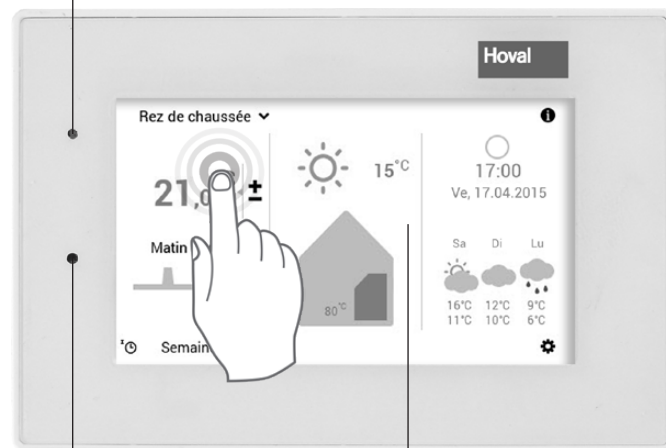 Hoval
Rez de chaussée
21,0
±
15°C
17:00
Ve, 17.04.2015
Matin
80°C
Sa Di Lu
16°C 12°C 9°C
11°C 10°C 6°C
z